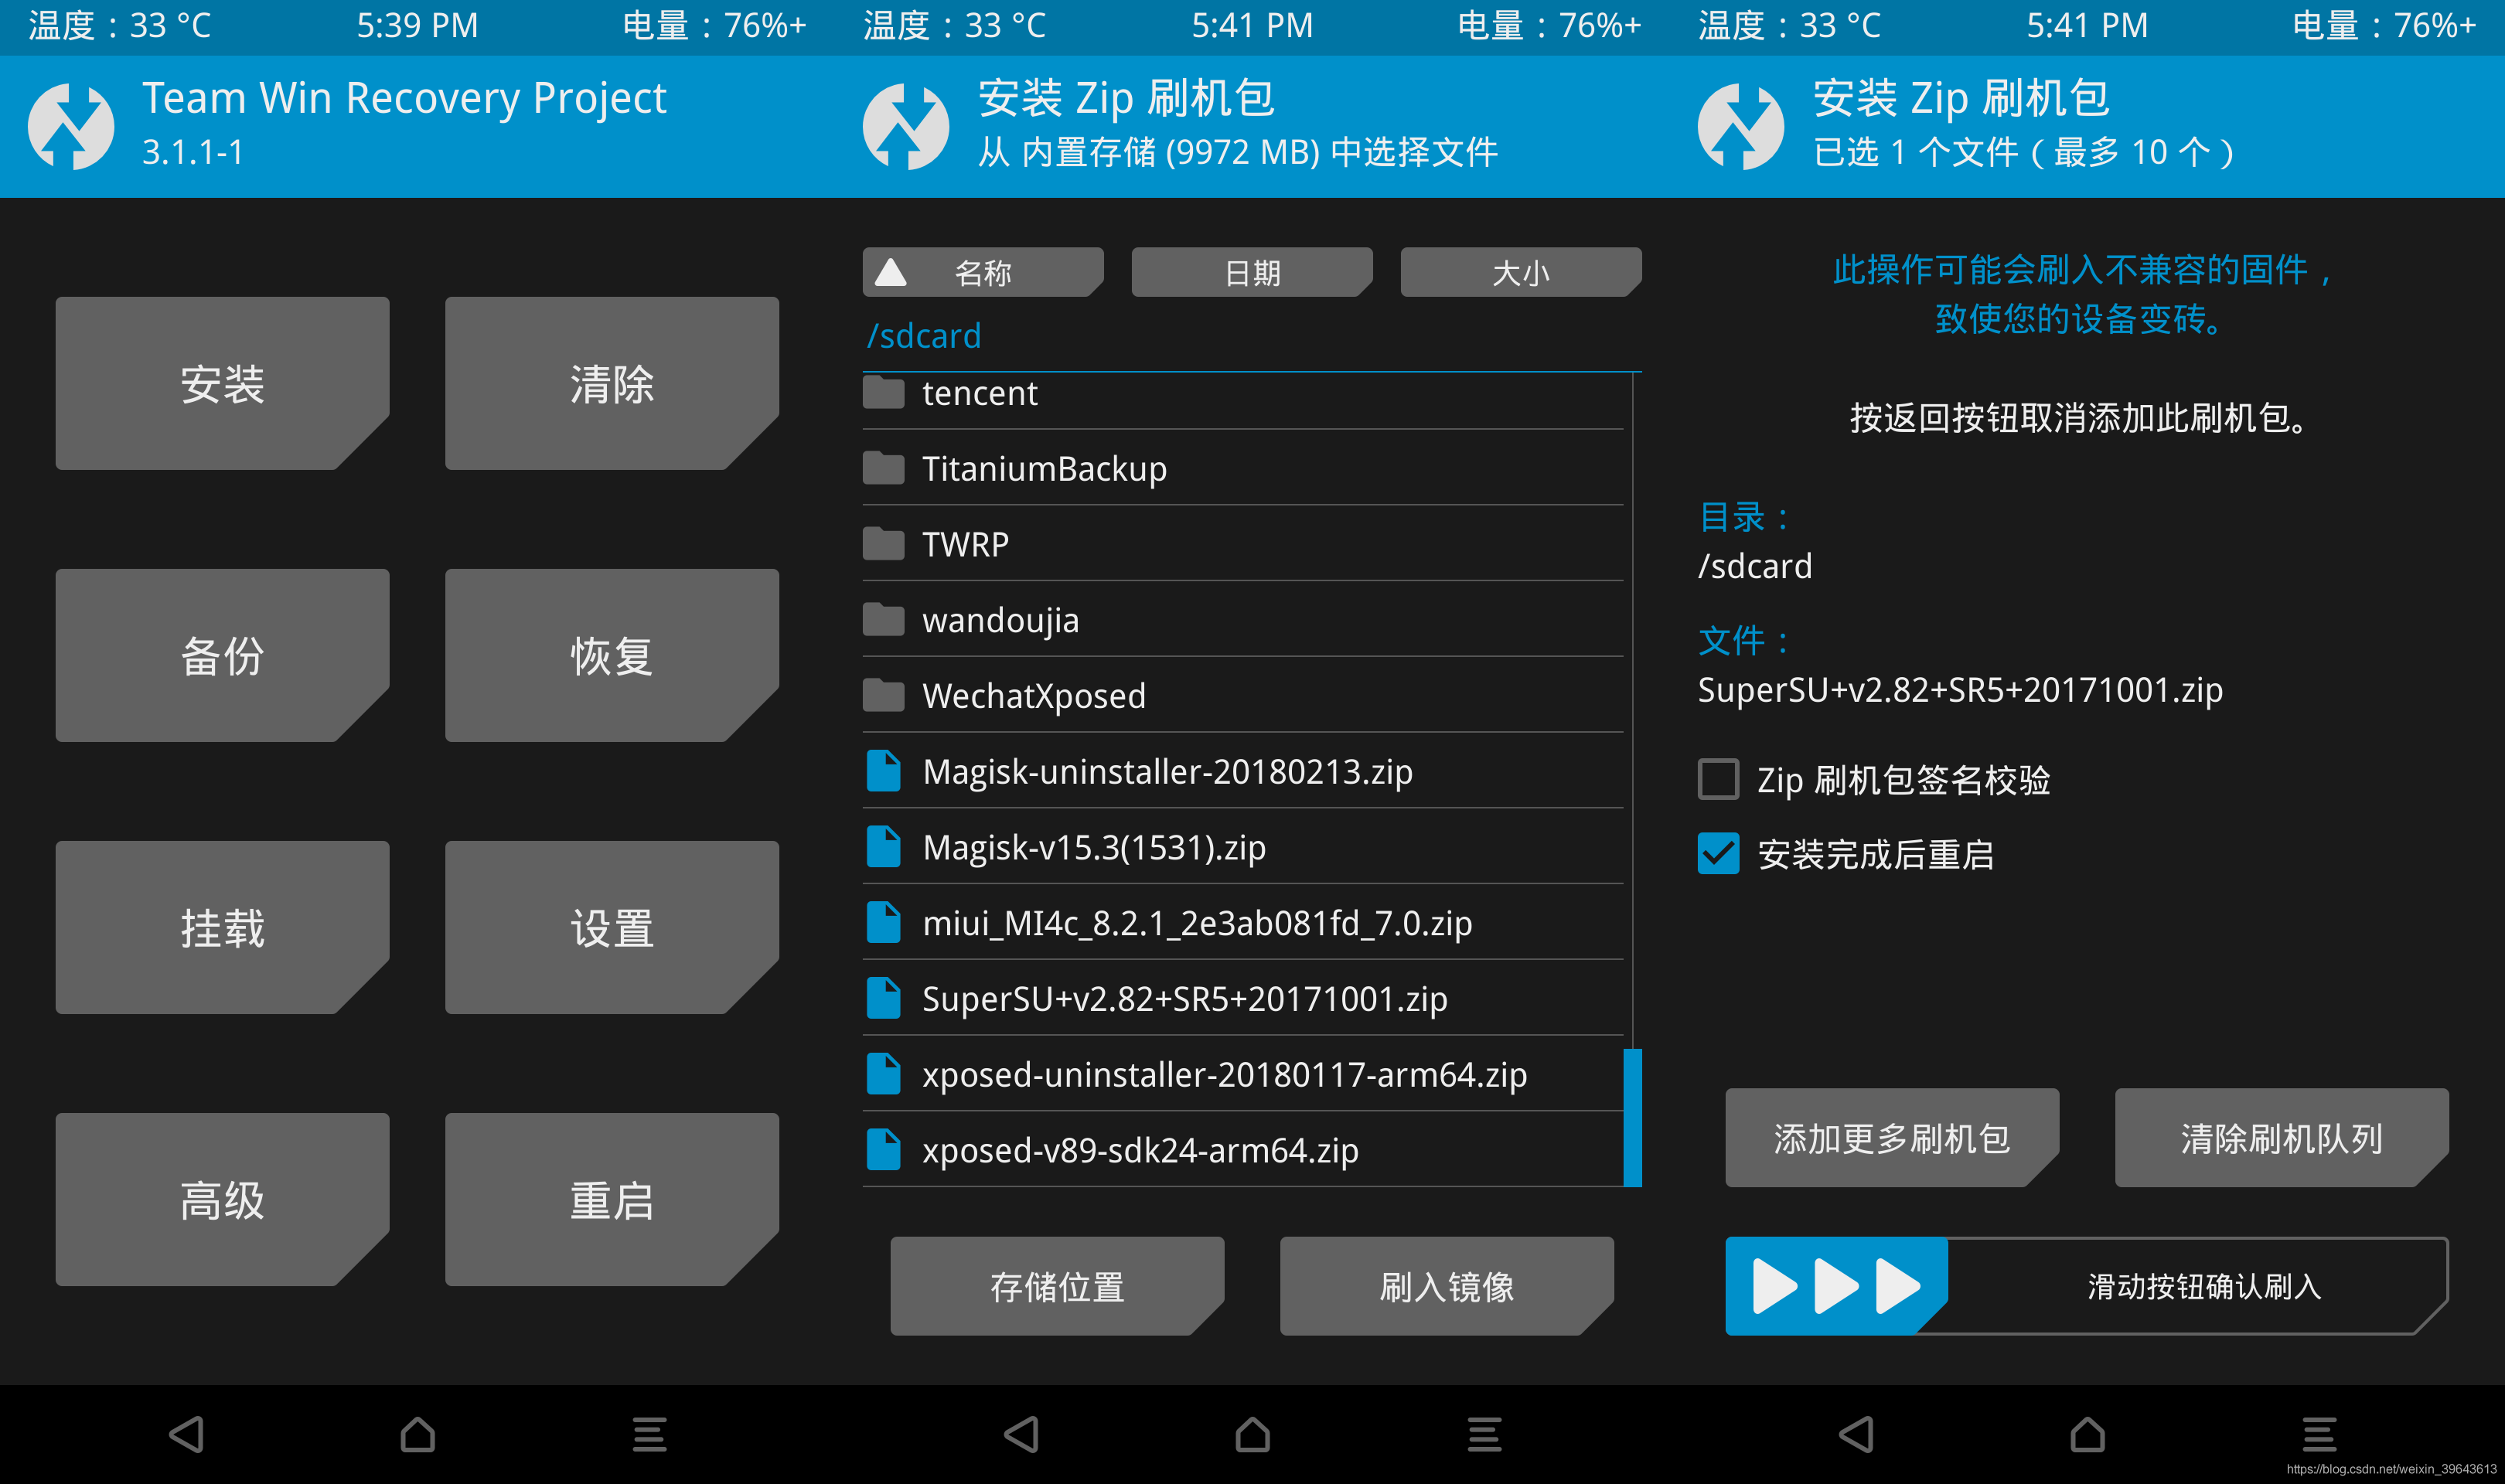 温度：33 °C 5:39 PM 电量：76%+
Team Win Recovery Project
3.1.1-1
安装 清除
备份 恢复
挂载 设置
高级 重启
温度：33 °C 5:41 PM 电量：76%+
安装 Zip 刷机包
从 内置存储 (9972 MB) 中选择文件
名称 日期 大小
/sdcard
tencent
TitaniumBackup
TWRP
wandoujia
WechatXposed
Magisk-uninstaller-20180213.zip
Magisk-v15.3(1531).zip
miui_MI4c_8.2.1_2e3ab081fd_7.0.zip
SuperSU+v2.82+SR5+20171001.zip
xposed-uninstaller-20180117-arm64.zip
xposed-v89-sdk24-arm64.zip
存储位置 刷入镜像
温度：33 °C 5:41 PM 电量：76%+
安装 Zip 刷机包
已选 1 个文件（最多 10 个）
此操作可能会刷入不兼容的固件，
致使您的设备变砖。
按返回按钮取消添加此刷机包。
目录：
/sdcard
文件：
SuperSU+v2.82+SR5+20171001.zip
Zip 刷机包签名校验
安装完成后重启
添加更多刷机包 清除刷机队列
滑动按钮确认刷入
https://blog.csdn.net/weixin_39643613